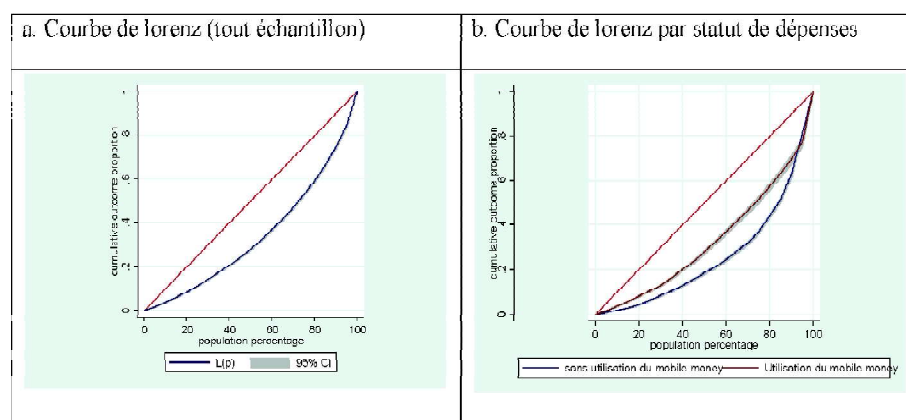 a. Courbe de lorenz (tout échantillon)
cumulative outcome proportion
0 .2 .4 .6 .8 1
0 20 40 60 80 100
population percentage
L(p) 95% CI
b. Courbe de lorenz par statut de dépenses
cumulative outcome proportion
0 .2 .4 .6 .8 1
0 20 40 60 80 100
population percentage
sans utilisation du mobile money Utilisation du mobile money